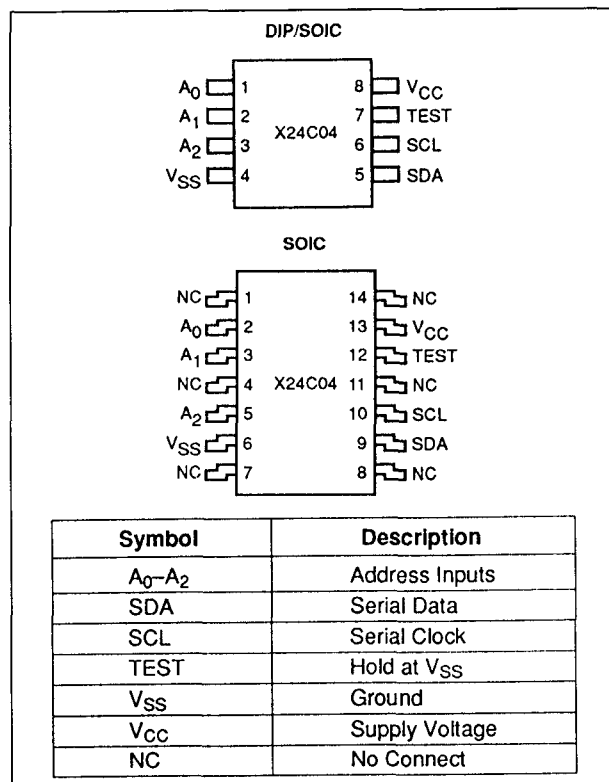 DIP/SOIC
A0 1 8 VCC
A1 2 7 TEST
X24C04
A2 3 6 SCL
VSS 4 5 SDA
SOIC
NC 1 14 NC
A0 2 13 VCC
A1 3 12 TEST
NC 4 X24C04 11 NC
A2 5 10 SCL
VSS 6 9 SDA
NC 7 8 NC
Symbol Description
A0–A2 Address Inputs
SDA Serial Data
SCL Serial Clock
TEST Hold at VSS
VSS Ground
VCC Supply Voltage
NC No Connect